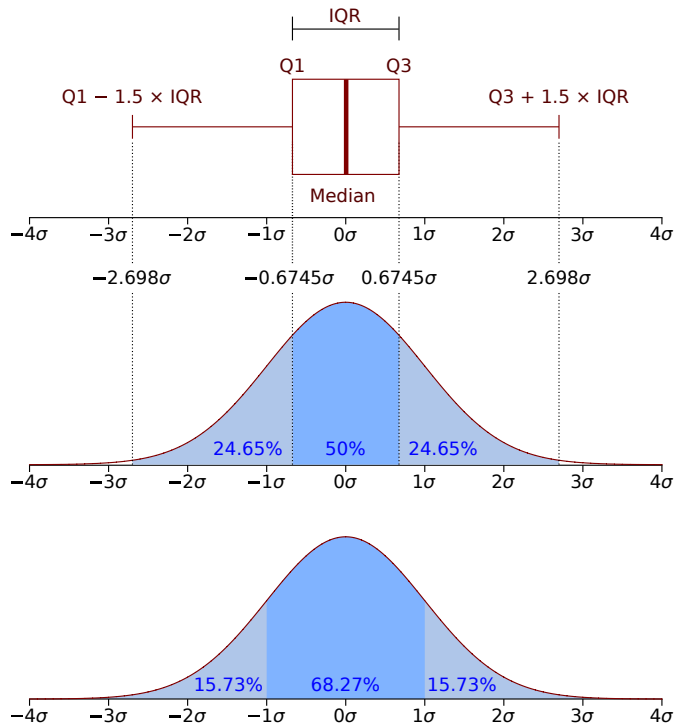 IQR
Q1 Q3
Q1 − 1.5 × IQR Q3 + 1.5 × IQR
Median
−4σ −3σ −2σ −1σ 0σ 1σ 2σ 3σ 4σ
−2.698σ −0.6745σ 0.6745σ 2.698σ
24.65% 50% 24.65%
−4σ −3σ −2σ −1σ 0σ 1σ 2σ 3σ 4σ
15.73% 68.27% 15.73%
−4σ −3σ −2σ −1σ 0σ 1σ 2σ 3σ 4σ